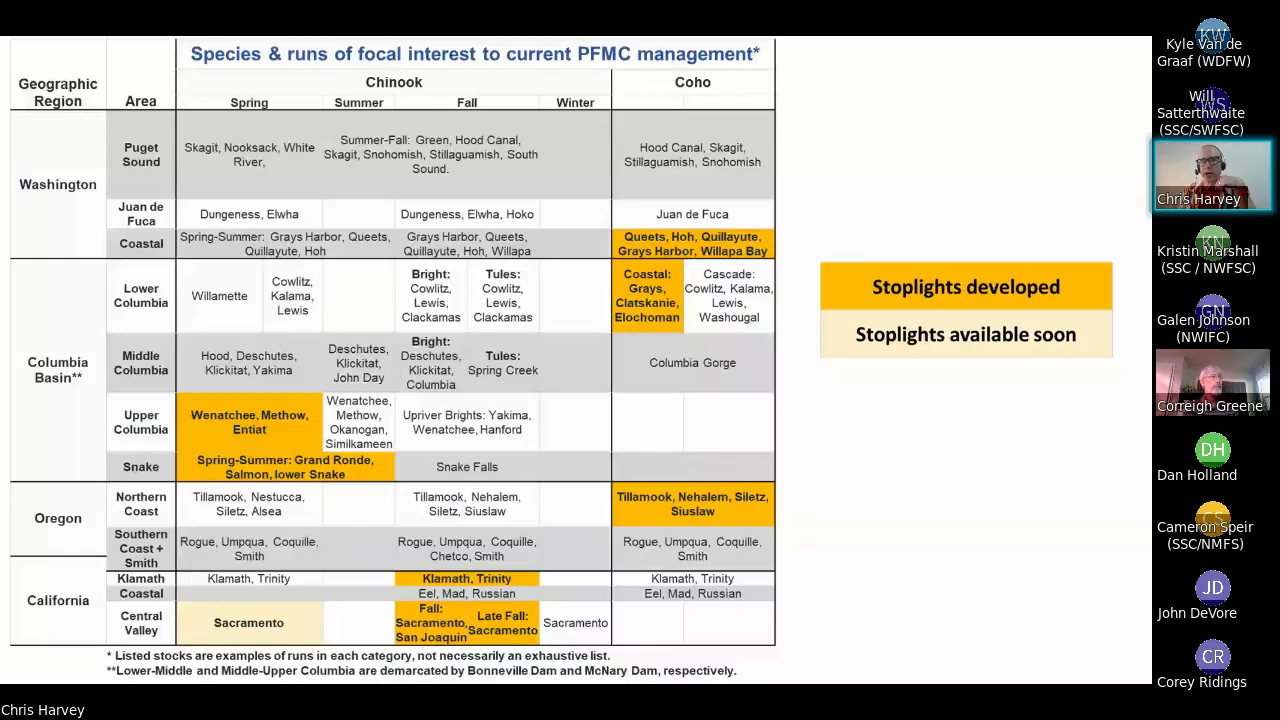 Species & runs of focal interest to current PFMC management*
Geographic
Region
Area
Chinook
Coho
Spring
Summer
Fall
Winter
Washington
Puget
Sound
Skagit, Nooksack, White
River,
Summer-Fall: Green, Hood Canal,
Skagit, Snohomish, Stillaguamish, South
Sound.
Hood Canal, Skagit,
Stillaguamish, Snohomish
Juan de
Fuca
Dungeness, Elwha
Dungeness, Elwha, Hoko
Juan de Fuca
Coastal
Spring-Summer: Grays Harbor, Queets,
Quillayute, Hoh
Grays Harbor, Queets,
Quillayute, Hoh, Willapa
Queets, Hoh, Quillayute,
Grays Harbor, Willapa Bay
Columbia
Basin**
Lower
Columbia
Willamette
Cowlitz,
Kalama,
Lewis
Bright:
Cowlitz,
Lewis,
Clackamas
Tules:
Cowlitz,
Lewis,
Clackamas
Coastal:
Grays,
Clatskanie,
Elochoman
Cascade:
Cowlitz, Kalama,
Lewis,
Washougal
Middle
Columbia
Hood, Deschutes,
Klickitat, Yakima
Deschutes,
Klickitat,
John Day
Bright:
Deschutes,
Klickitat,
Columbia
Tules:
Spring Creek
Columbia Gorge
Upper
Columbia
Wenatchee, Methow,
Entiat
Wenatchee,
Methow,
Okanogan,
Similkameen
Upriver Brights: Yakima,
Wenatchee, Hanford
Snake
Spring-Summer: Grand Ronde,
Salmon, lower Snake
Snake Falls
Oregon
Northern
Coast
Tillamook, Nestucca,
Siletz, Alsea
Tillamook, Nehalem,
Siletz, Siuslaw
Tillamook, Nehalem, Siletz,
Siuslaw
Southern
Coast +
Smith
Rogue, Umpqua, Coquille,
Smith
Rogue, Umpqua, Coquille,
Chetco, Smith
Rogue, Umpqua, Coquille,
Smith
California
Klamath
Klamath, Trinity
Klamath, Trinity
Klamath, Trinity
Coastal
Eel, Mad, Russian
Eel, Mad, Russian
Central
Valley
Sacramento
Fall:
Sacramento,
San Joaquin
Late Fall:
Sacramento
Sacramento
* Listed stocks are examples of runs in each category, not necessarily an exhaustive list.
**Lower-Middle and Middle-Upper Columbia are demarcated by Bonneville Dam and McNary Dam, respectively.
Stoplights developed
Stoplights available soon
KW
Kyle Van de
Graaf (WDFW)
WS
Will
Satterthwaite
(SSC/SWFSC)
Chris Harvey
KN
Kristin Marshall
(SSC / NWFSC)
GN
Galen Johnson
(NWIFC)
Correigh Greene
DH
Dan Holland
CS
Cameron Speir
(SSC/NMFS)
JD
John DeVore
CR
Corey Ridings
Chris Harvey